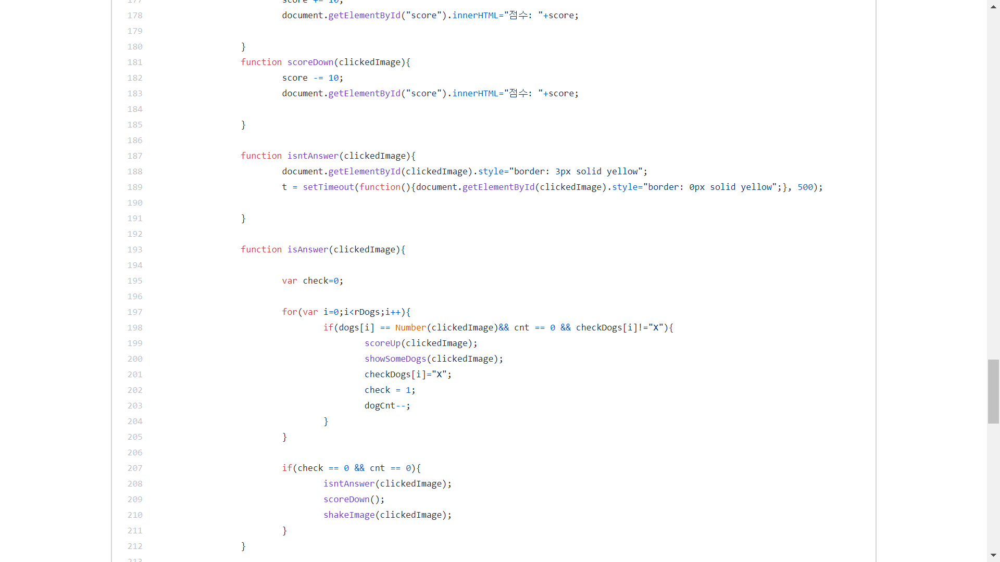 177 score += 10;
178 document.getElementById("score").innerHTML="점수: "+score;
179
180 }
181 function scoreDown(clickedImage){
182 score -= 10;
183 document.getElementById("score").innerHTML="점수: "+score;
184
185 }
186
187 function isntAnswer(clickedImage){
188 document.getElementById(clickedImage).style="border: 3px solid yellow";
189 t = setTimeout(function(){document.getElementById(clickedImage).style="border: 0px solid yellow";}, 500);
190
191 }
192
193 function isAnswer(clickedImage){
194
195 var check=0;
196
197 for(var i=0;i<rDogs;i++){
198 if(dogs[i] == Number(clickedImage)&& cnt == 0 && checkDogs[i]!="X"){
199 scoreUp(clickedImage);
200 showSomeDogs(clickedImage);
201 checkDogs[i]="X";
202 check = 1;
203 dogCnt--;
204 }
205 }
206
207 if(check == 0 && cnt == 0){
208 isntAnswer(clickedImage);
209 scoreDown();
210 shakeImage(clickedImage);
211 }
212 }
213